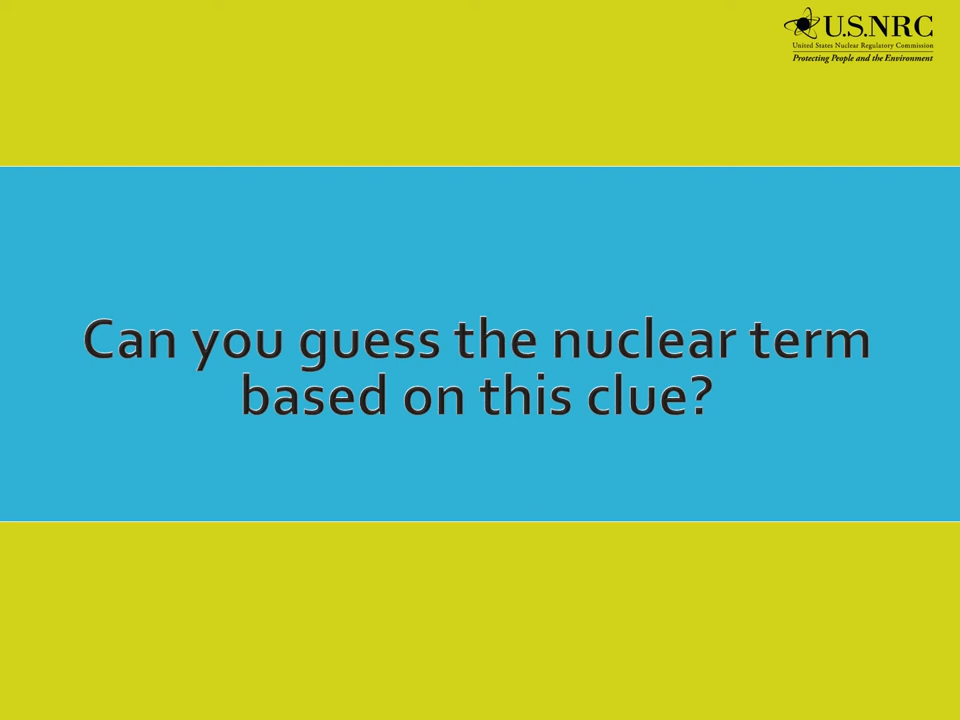 U.S.NRC
United States Nuclear Regulatory Commission
Protecting People and the Environment
Can you guess the nuclear term
based on this clue?